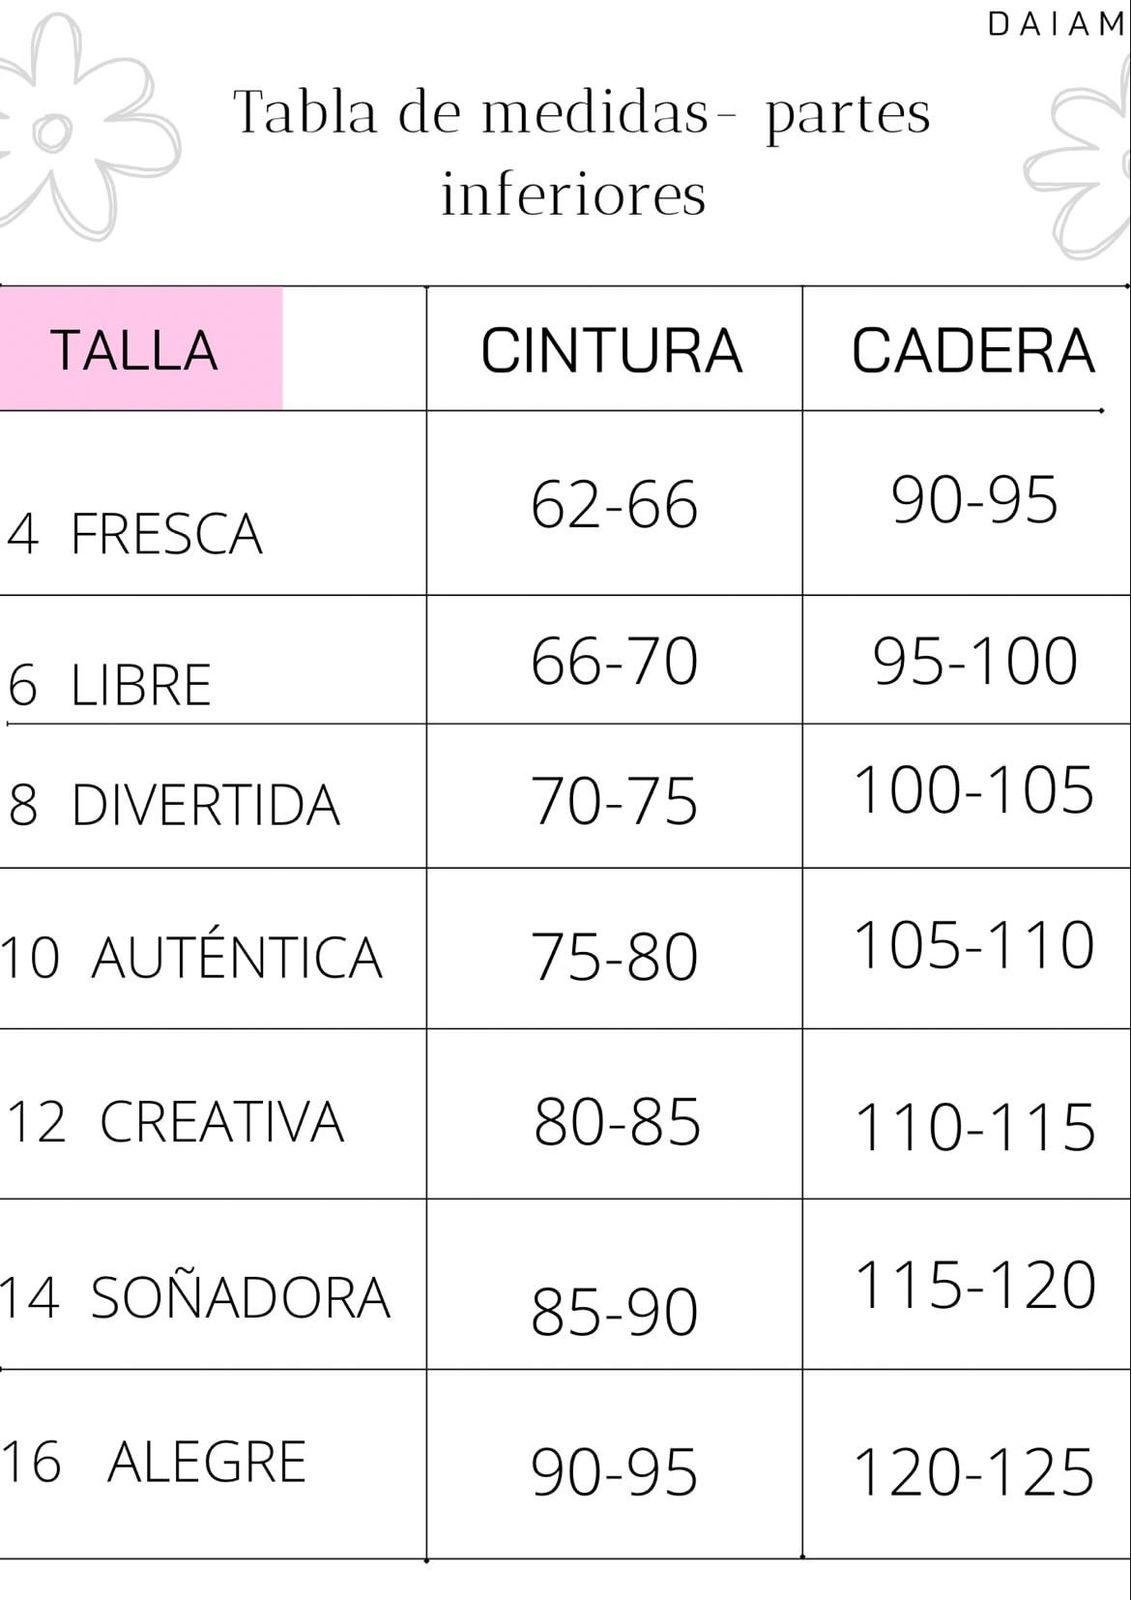 DAIAM
Tabla de medidas- partes
inferiores
TALLA CINTURA CADERA
4 FRESCA 62-66 90-95
6 LIBRE 66-70 95-100
8 DIVERTIDA 70-75 100-105
10 AUTÉNTICA 75-80 105-110
12 CREATIVA 80-85 110-115
14 SOÑADORA 85-90 115-120
16 ALEGRE 90-95 120-125